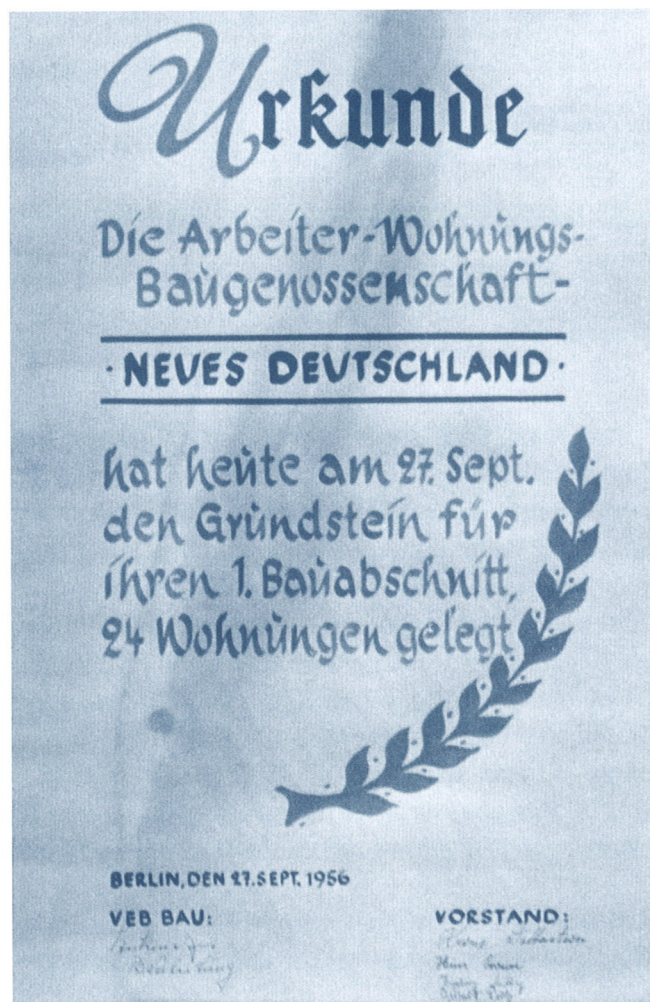 Urkunde
Die Arbeiter-Wohnungs-
Baugenossenschaft-
· NEUES DEUTSCHLAND ·
hat heute am 27. Sept.
den Grundstein für
ihren 1. Bauabschnitt,
24 Wohnungen gelegt
BERLIN, DEN 27. SEPT. 1956
VEB BAU:
VORSTAND: